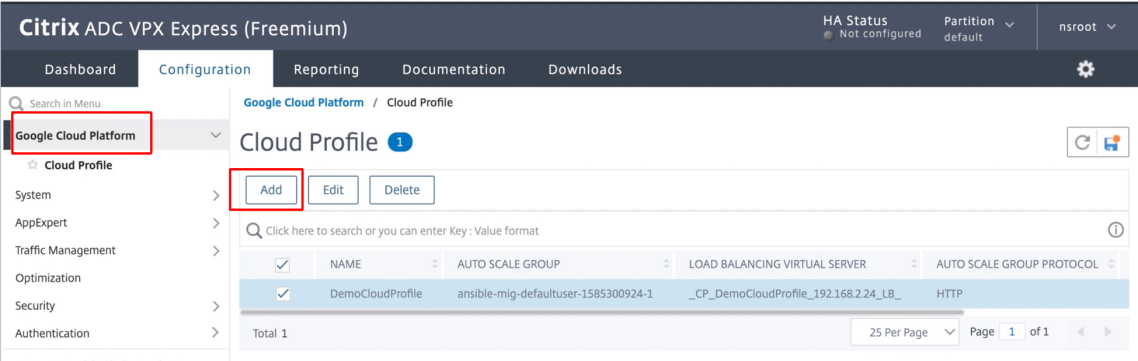 Citrix ADC VPX Express (Freemium)
HA Status
Not configured
Partition
default
nsroot
Dashboard
Configuration
Reporting
Documentation
Downloads
Search in Menu
Google Cloud Platform
Cloud Profile
System
AppExpert
Traffic Management
Optimization
Security
Authentication
Google Cloud Platform / Cloud Profile
Cloud Profile 1
Add Edit Delete
Click here to search or you can enter Key : Value format
NAME AUTO SCALE GROUP LOAD BALANCING VIRTUAL SERVER AUTO SCALE GROUP PROTOCOL
DemoCloudProfile ansible-mig-defaultuser-1585300924-1 _CP_DemoCloudProfile_192.168.2.24_LB_ HTTP
Total 1
25 Per Page Page 1 of 1